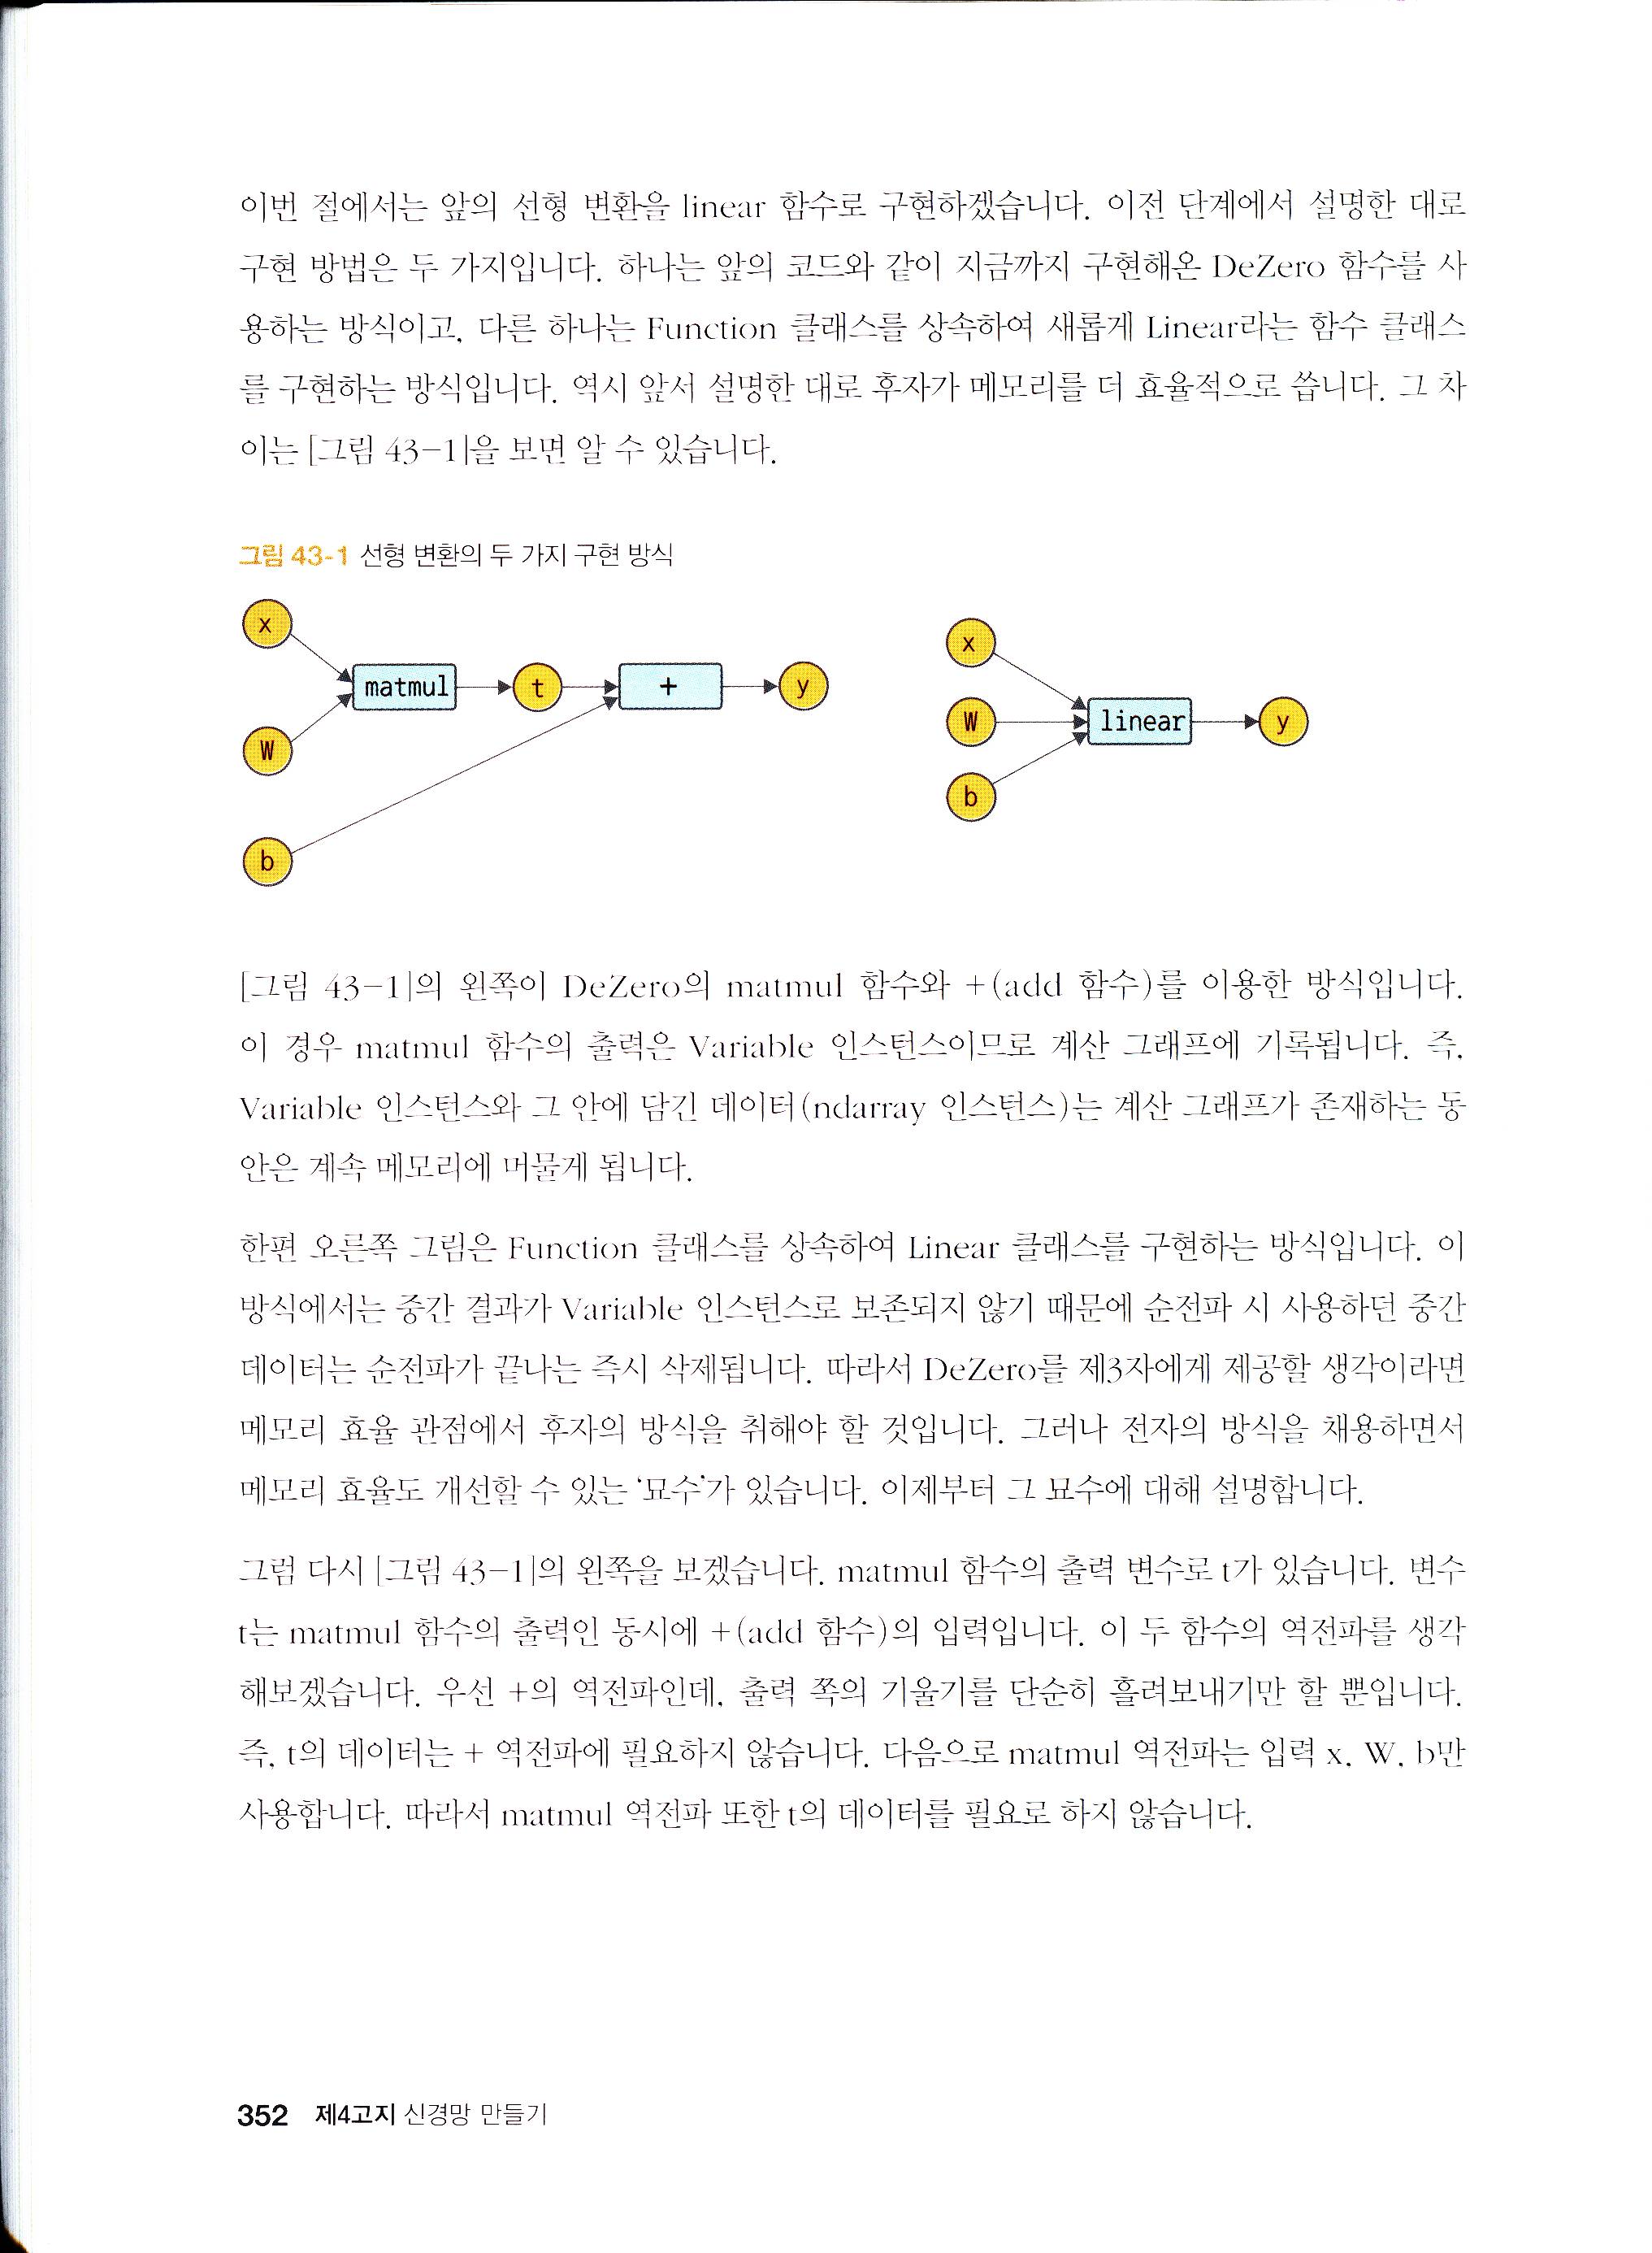 이번 절에서는 앞의 선형 변환을 linear 함수로 구현하겠습니다. 이전 단계에서 설명한 대로
구현 방법은 두 가지입니다. 하나는 앞의 코드와 같이 지금까지 구현해온 DeZero 함수를 사
용하는 방식이고, 다른 하나는 Function 클래스를 상속하여 새롭게 Linear라는 함수 클래스
를 구현하는 방식입니다. 역시 앞서 설명한 대로 후자가 메모리를 더 효율적으로 씁니다. 그 차
이는 [그림 43-1]을 보면 알 수 있습니다.
그림 43-1 선형 변환의 두 가지 구현 방식
x
W
b
matmul
t
+
y
x
W
b
linear
y
[그림 43-1]의 왼쪽이 DeZero의 matmul 함수와 +(add 함수)를 이용한 방식입니다.
이 경우 matmul 함수의 출력은 Variable 인스턴스이므로 계산 그래프에 기록됩니다. 즉,
Variable 인스턴스와 그 안에 담긴 데이터(ndarray 인스턴스)는 계산 그래프가 존재하는 동
안은 계속 메모리에 머물게 됩니다.
한편 오른쪽 그림은 Function 클래스를 상속하여 Linear 클래스를 구현하는 방식입니다. 이
방식에서는 중간 결과가 Variable 인스턴스로 보존되지 않기 때문에 순전파 시 사용하던 중간
데이터는 순전파가 끝나는 즉시 삭제됩니다. 따라서 DeZero를 제3자에게 제공할 생각이라면
메모리 효율 관점에서 후자의 방식을 취해야 할 것입니다. 그러나 전자의 방식을 채용하면서
메모리 효율도 개선할 수 있는 '묘수'가 있습니다. 이제부터 그 묘수에 대해 설명합니다.
그럼 다시 [그림 43-1]의 왼쪽을 보겠습니다. matmul 함수의 출력 변수로 t가 있습니다. 변수
t는 matmul 함수의 출력인 동시에 +(add 함수)의 입력입니다. 이 두 함수의 역전파를 생각
해보겠습니다. 우선 +의 역전파인데, 출력 쪽의 기울기를 단순히 흘려보내기만 할 뿐입니다.
즉, t의 데이터는 + 역전파에 필요하지 않습니다. 다음으로 matmul 역전파는 입력 x, W, b만
사용합니다. 따라서 matmul 역전파 또한 t의 데이터를 필요로 하지 않습니다.
352 제4고지 신경망 만들기